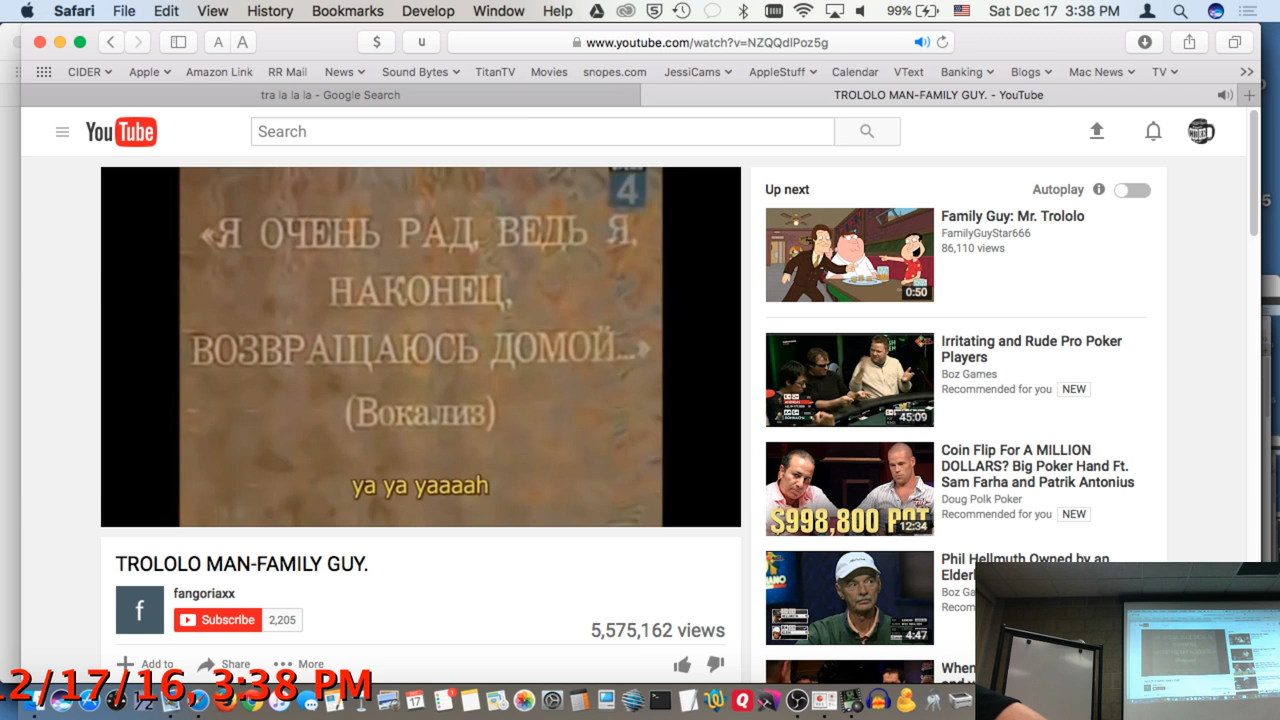 Safari File Edit View History Bookmarks Develop Window Help 99% Sat Dec 17 3:38 PM
A A $ u www.youtube.com/watch?v=NZQQdlPoz5g
CIDER Apple Amazon Link RR Mail News Sound Bytes TitanTV Movies snopes.com JessiCams AppleStuff Calendar VText Banking Blogs Mac News TV >>
tra la la la - Google Search TROLOLO MAN-FAMILY GUY. - YouTube
YouTube Search
4
«Я ОЧЕНЬ РАД, ВЕДЬ Я,
НАКОНЕЦ,
ВОЗВРАЩАЮСЬ ДОМОЙ...»
(Вокализ)
ya ya yaaaah
TROLOLO MAN-FAMILY GUY.
f fangoriaxx
Subscribe 2,205
5,575,162 views
Add to Share More
Up next Autoplay
Family Guy: Mr. Trololo
FamilyGuyStar666
86,110 views
0:50
Irritating and Rude Pro Poker
Players
Boz Games
Recommended for you NEW
45:09
Coin Flip For A MILLION
DOLLARS? Big Poker Hand Ft.
Sam Farha and Patrik Antonius
Doug Polk Poker
Recommended for you NEW
$998,800 POT
12:34
Phil Hellmuth Owned by an
4:47
12/17/16, 3:38 PM